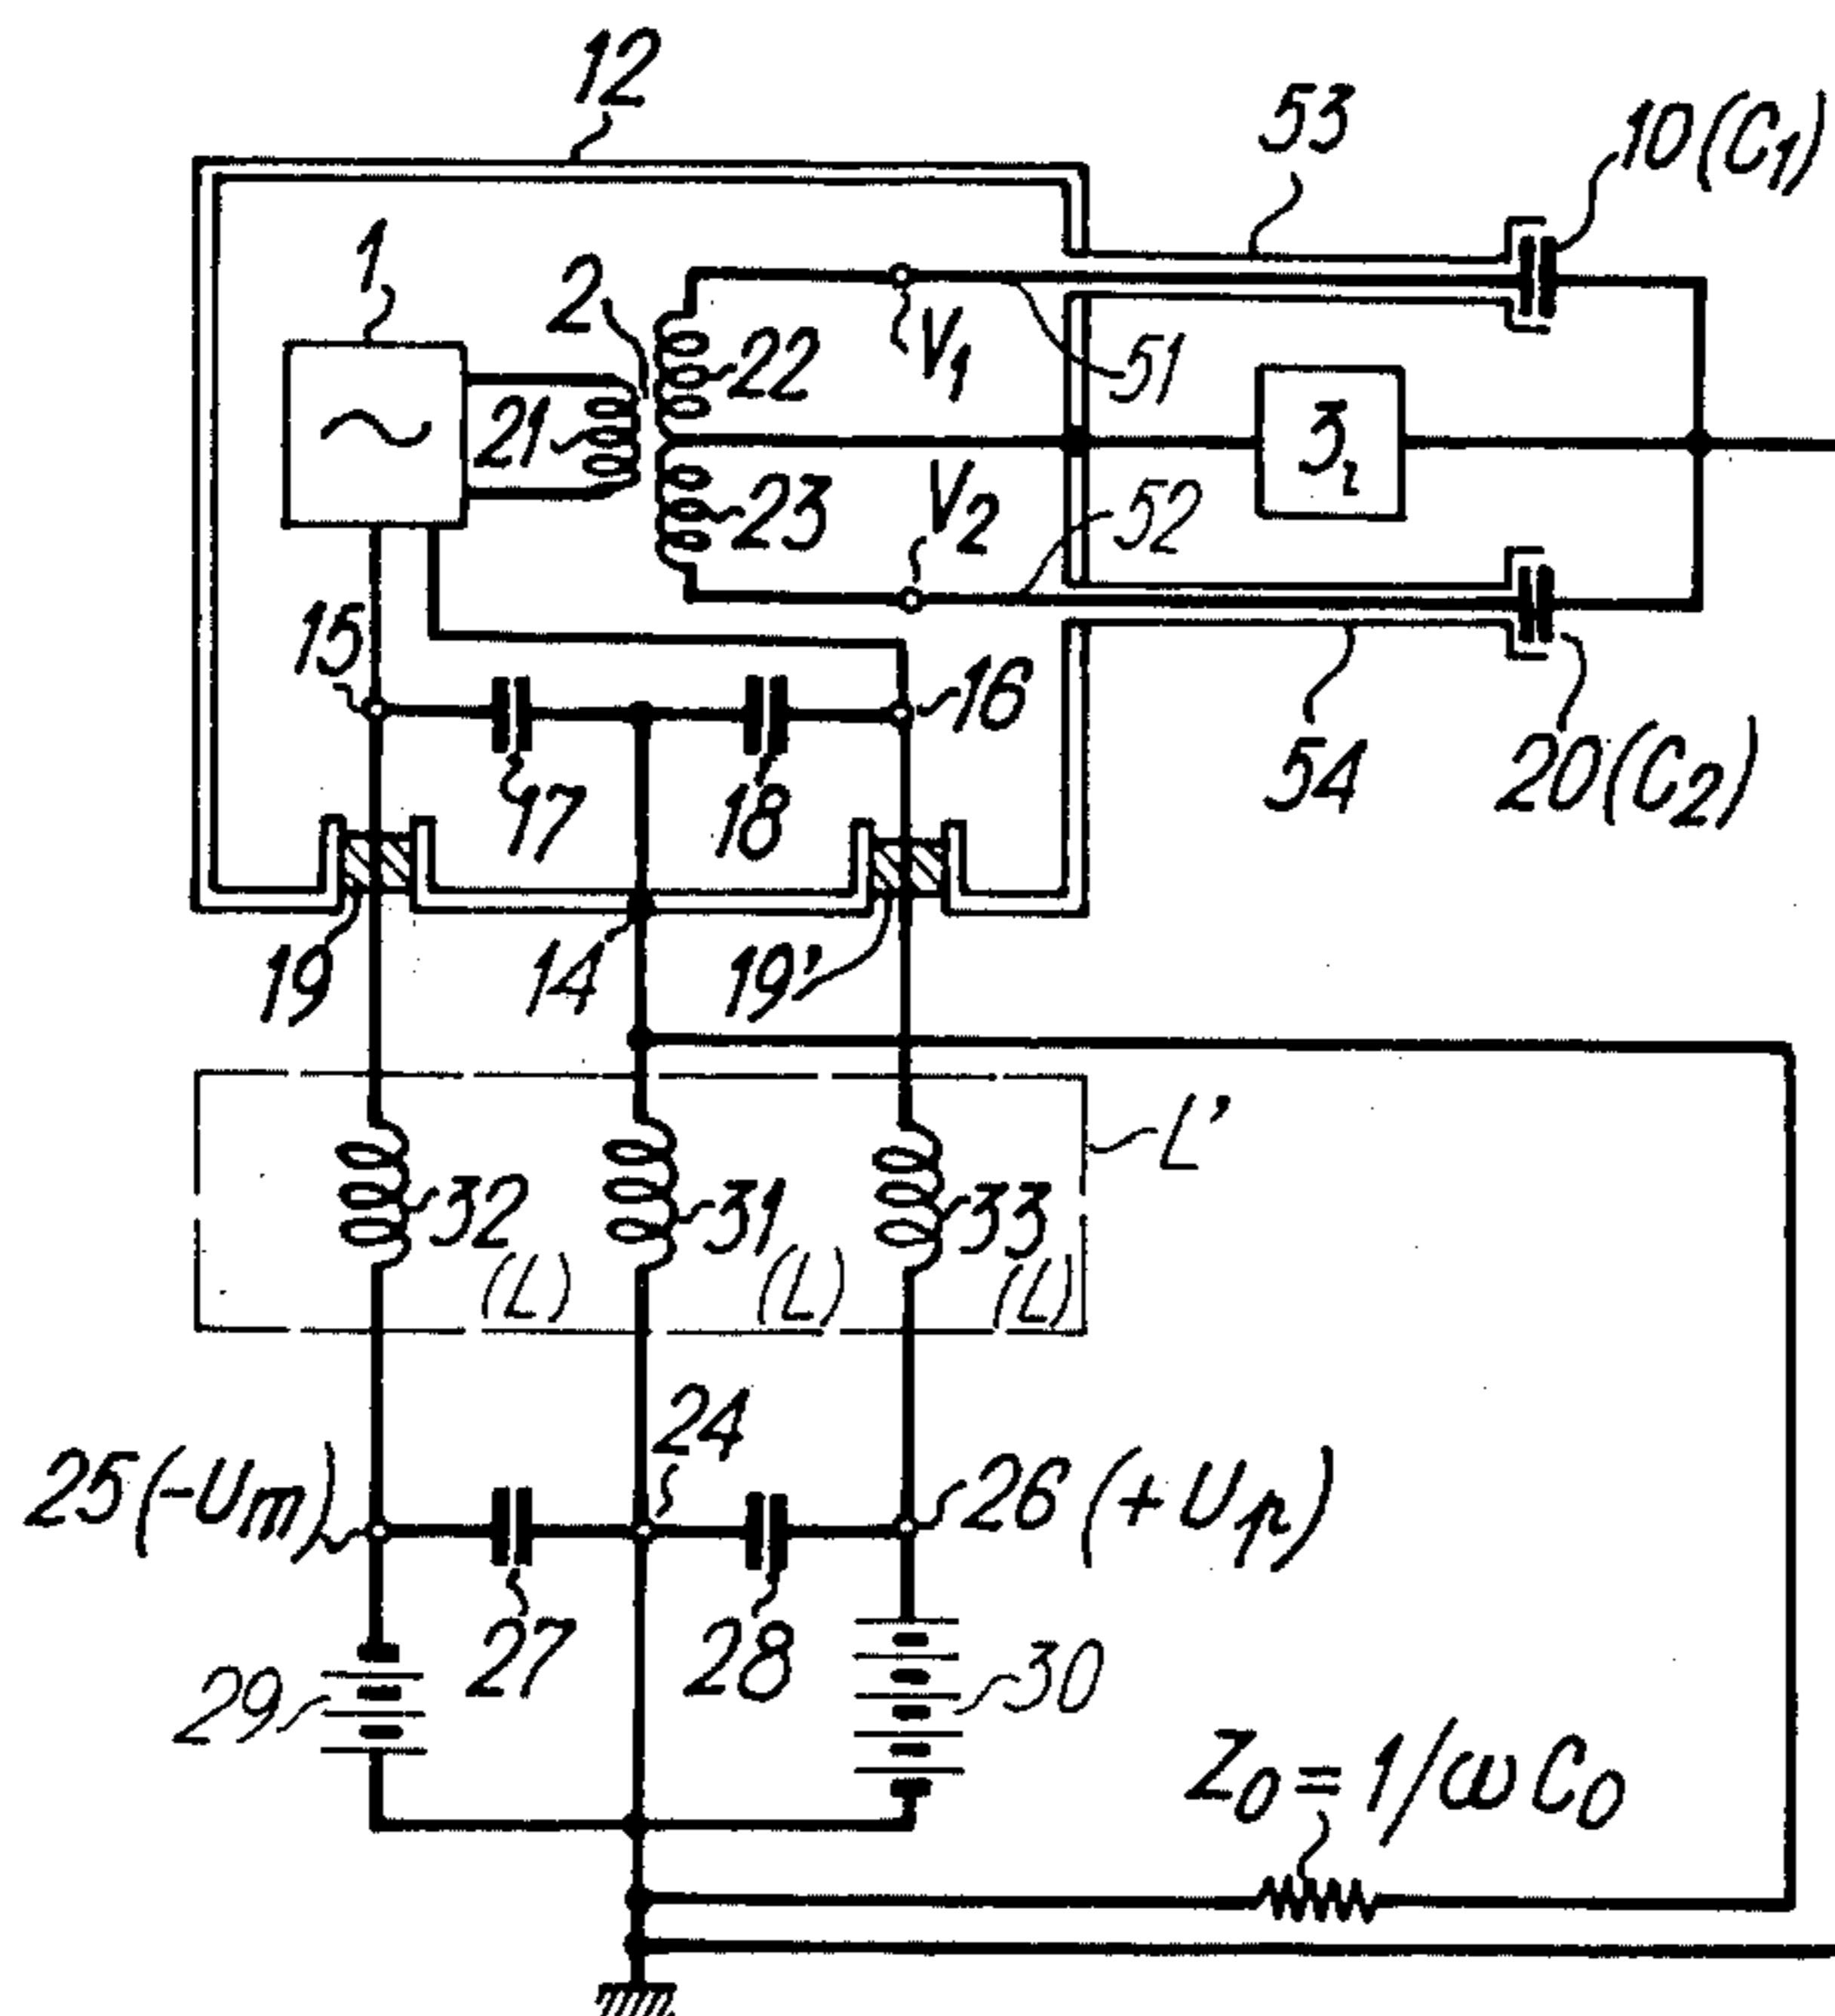 12
53
10(C1)
1
2
22
V1
51
21
3
23
V2
52
15
16
17
18
54
20(C2)
19
14
19'
L'
32
(L)
31
(L)
33
(L)
24
25(-Um)
26(+Up)
27
28
29
30
Z0=1/ωC0